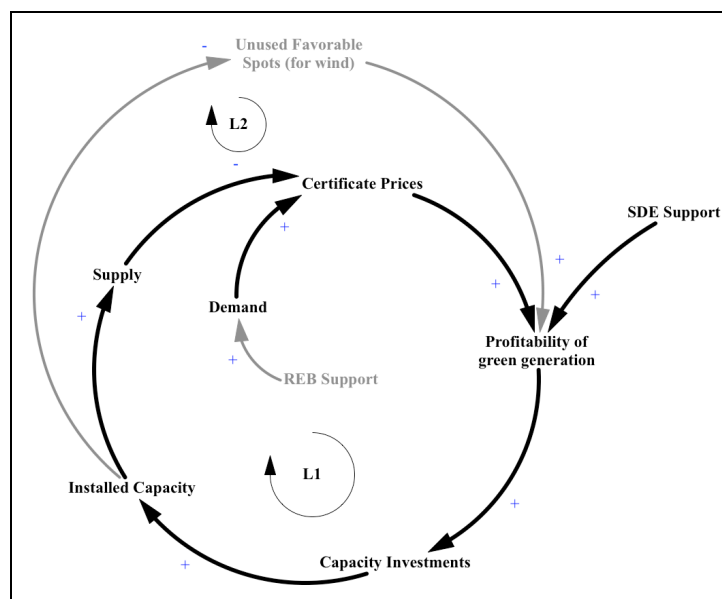 -
Unused Favorable
Spots (for wind)
L2
-
Certificate Prices
SDE Support
+
Supply
+
+
+
Demand
+
+
Profitability of
green generation
+
REB Support
L1
Installed Capacity
+
Capacity Investments
+